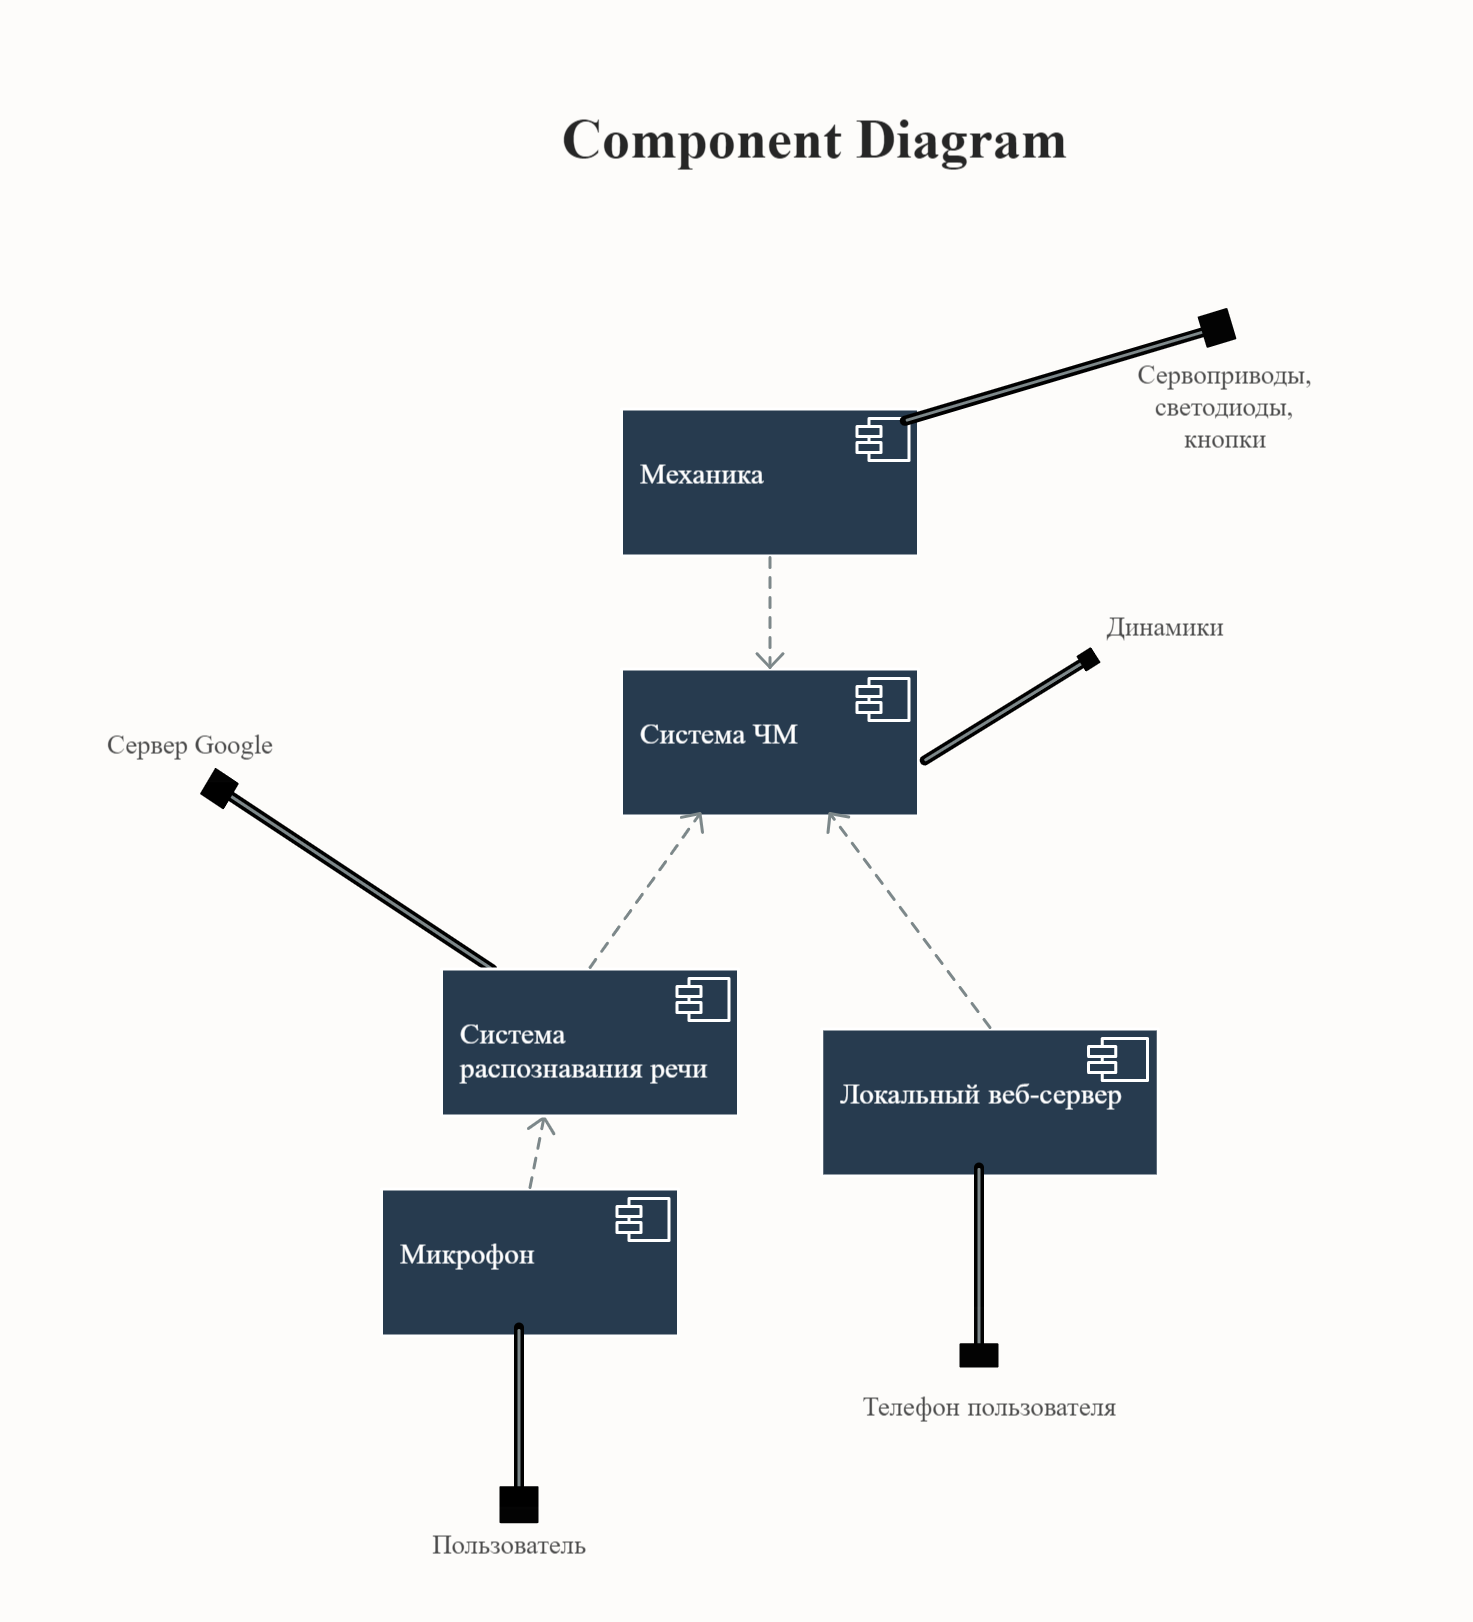 Component Diagram
Сервоприводы,
светодиоды,
кнопки
Механика
Динамики
Система ЧМ
Сервер Google
Система
распознавания речи
Локальный веб-сервер
Микрофон
Телефон пользователя
Пользователь